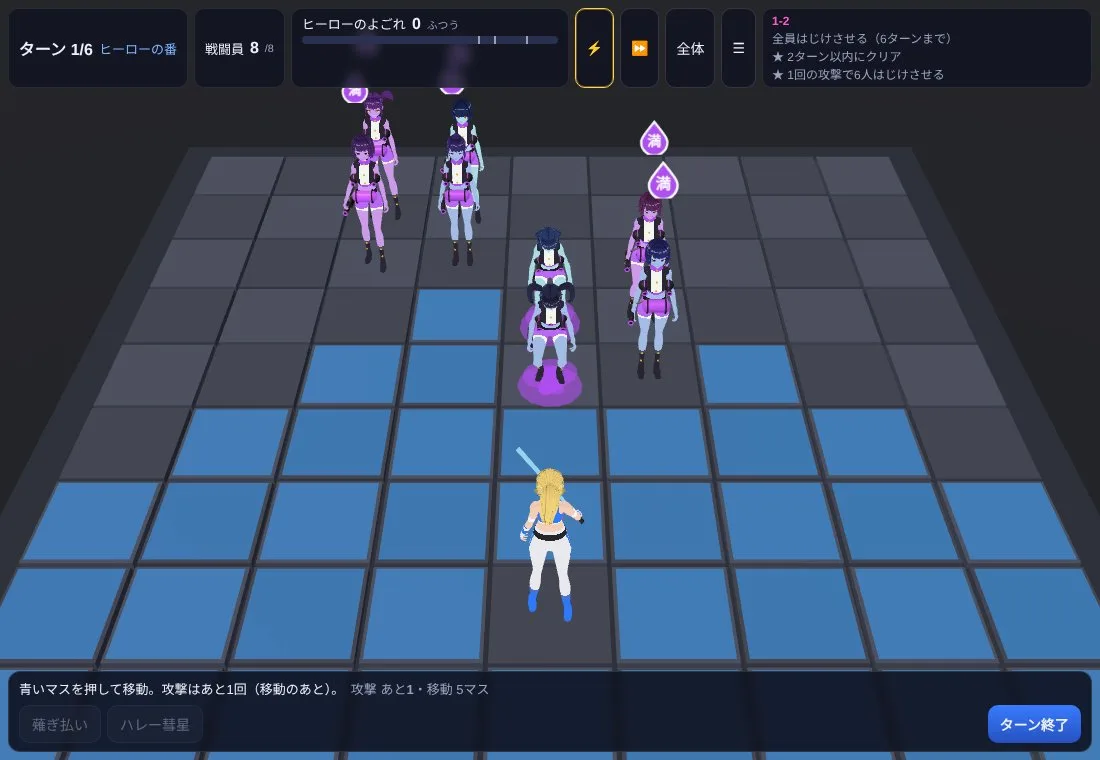 ターン 1/6 ヒーローの番
戦闘員 8 /8
ヒーローのよごれ 0 ふつう
全体
1-2
全員はじけさせる（6ターンまで）
★ 2ターン以内にクリア
★ 1回の攻撃で6人はじけさせる
満
満
満
青いマスを押して移動。攻撃はあと1回（移動のあと）。 攻撃 あと1・移動 5マス
薙ぎ払い
ハレー彗星
ターン終了